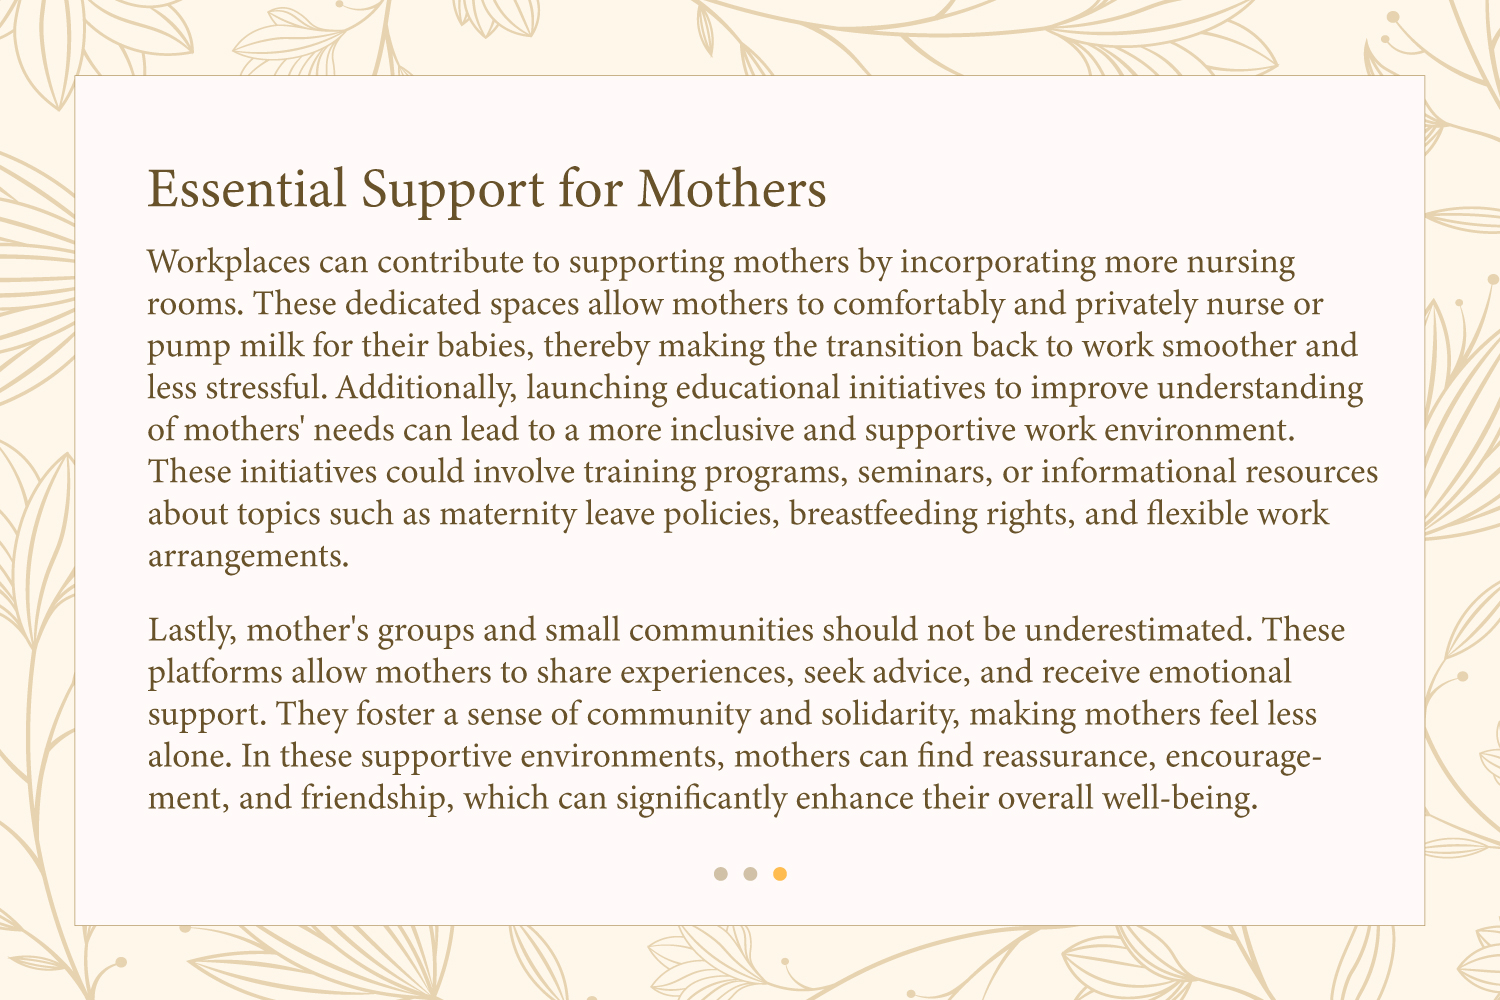 Essential Support for Mothers
Workplaces can contribute to supporting mothers by incorporating more nursing
rooms. These dedicated spaces allow mothers to comfortably and privately nurse or
pump milk for their babies, thereby making the transition back to work smoother and
less stressful. Additionally, launching educational initiatives to improve understanding
of mothers' needs can lead to a more inclusive and supportive work environment.
These initiatives could involve training programs, seminars, or informational resources
about topics such as maternity leave policies, breastfeeding rights, and flexible work
arrangements.
Lastly, mother's groups and small communities should not be underestimated. These
platforms allow mothers to share experiences, seek advice, and receive emotional
support. They foster a sense of community and solidarity, making mothers feel less
alone. In these supportive environments, mothers can find reassurance, encourage-
ment, and friendship, which can significantly enhance their overall well-being.